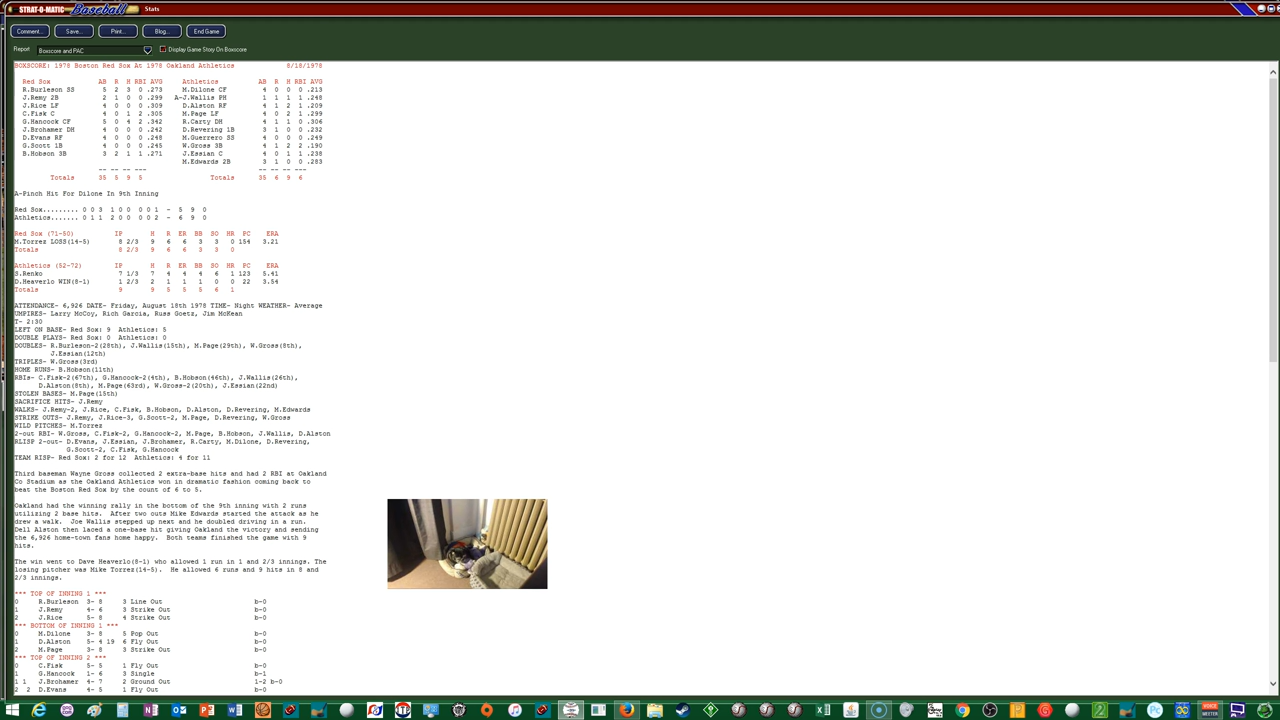 STRAT-O-MATIC Baseball Stats
Comment... Save... Print... Blog... End Game
Report Boxscore and PAC Display Game Story On Boxscore
BOXSCORE: 1978 Boston Red Sox At 1978 Oakland Athletics 8/18/1978
Red Sox AB R H RBI AVG Athletics AB R H RBI AVG
R.Burleson SS 5 2 3 0 .273 M.Dilone CF 4 0 0 0 .213
J.Remy 2B 2 1 0 0 .299 A-J.Wallis PH 1 1 1 1 .248
J.Rice LF 4 0 0 0 .309 D.Alston RF 4 1 2 1 .209
C.Fisk C 4 0 1 2 .305 M.Page LF 4 0 2 1 .299
G.Hancock CF 5 0 4 2 .342 R.Carty DH 4 1 1 0 .306
J.Brohamer DH 4 0 0 0 .242 D.Revering 1B 3 1 0 0 .232
D.Evans RF 4 0 0 0 .248 M.Guerrero SS 4 0 0 0 .249
G.Scott 1B 4 0 0 0 .245 W.Gross 3B 4 1 2 2 .190
B.Hobson 3B 3 2 1 1 .271 J.Essian C 4 0 1 1 .238
M.Edwards 2B 3 1 0 0 .283
-- -- -- --- -- -- -- ---
Totals 35 5 9 5 Totals 35 6 9 6
A-Pinch Hit For Dilone In 9th Inning
Red Sox......... 0 0 3 1 0 0 0 0 1 - 5 9 0
Athletics....... 0 1 1 2 0 0 0 0 2 - 6 9 0
Red Sox (71-50) IP H R ER BB SO HR PC ERA
M.Torrez LOSS(14-5) 8 2/3 9 6 6 3 3 0 154 3.21
Totals 8 2/3 9 6 6 3 3 0
Athletics (52-72) IP H R ER BB SO HR PC ERA
S.Renko 7 1/3 7 4 4 4 6 1 123 5.41
D.Heaverlo WIN(8-1) 1 2/3 2 1 1 1 0 0 22 3.54
Totals 9 9 5 5 5 6 1
ATTENDANCE- 6,926 DATE- Friday, August 18th 1978 TIME- Night WEATHER- Average
UMPIRES- Larry McCoy, Rich Garcia, Russ Goetz, Jim McKean
T- 2:30
LEFT ON BASE- Red Sox: 9 Athletics: 5
DOUBLE PLAYS- Red Sox: 0 Athletics: 0
DOUBLES- R.Burleson-2(28th), J.Wallis(15th), M.Page(29th), W.Gross(8th),
J.Essian(12th)
TRIPLES- W.Gross(3rd)
HOME RUNS- B.Hobson(11th)
RBIs- C.Fisk-2(67th), G.Hancock-2(4th), B.Hobson(46th), J.Wallis(26th),
D.Alston(8th), M.Page(63rd), W.Gross-2(20th), J.Essian(22nd)
STOLEN BASES- M.Page(15th)
SACRIFICE HITS- J.Remy
WALKS- J.Remy-2, J.Rice, C.Fisk, B.Hobson, D.Alston, D.Revering, M.Edwards
STRIKE OUTS- J.Remy, J.Rice-3, G.Scott-2, M.Page, D.Revering, W.Gross
WILD PITCHES- M.Torrez
2-out RBI- W.Gross, C.Fisk-2, G.Hancock-2, M.Page, B.Hobson, J.Wallis, D.Alston
RLISP 2-out- D.Evans, J.Essian, J.Brohamer, R.Carty, M.Dilone, D.Revering,
G.Scott-2, C.Fisk, G.Hancock
TEAM RISP- Red Sox: 2 for 12 Athletics: 4 for 11
Third baseman Wayne Gross collected 2 extra-base hits and had 2 RBI at Oakland
Co Stadium as the Oakland Athletics won in dramatic fashion coming back to
beat the Boston Red Sox by the count of 6 to 5.
Oakland had the winning rally in the bottom of the 9th inning with 2 runs
utilizing 2 base hits. After two outs Mike Edwards started the attack as he
drew a walk. Joe Wallis stepped up next and he doubled driving in a run.
Dell Alston then laced a one-base hit giving Oakland the victory and sending
the 6,926 home-town fans home happy. Both teams finished the game with 9
hits.
The win went to Dave Heaverlo(8-1) who allowed 1 run in 1 and 2/3 innings. The
losing pitcher was Mike Torrez(14-5). He allowed 6 runs and 9 hits in 8 and
2/3 innings.
*** TOP OF INNING 1 ***
0 R.Burleson 3- 8 3 Line Out b-0
1 J.Remy 4- 6 3 Strike Out b-0
2 J.Rice 5- 8 4 Strike Out b-0
*** BOTTOM OF INNING 1 ***
0 M.Dilone 3- 8 5 Pop Out b-0
1 D.Alston 5- 4 19 6 Fly Out b-0
2 M.Page 3- 8 3 Strike Out b-0
*** TOP OF INNING 2 ***
0 C.Fisk 5- 5 1 Fly Out b-0
1 G.Hancock 1- 6 3 Single b-1
1 1 J.Brohamer 4- 7 2 Ground Out 1-2 b-0
2 2 D.Evans 4- 5 1 Fly Out b-0